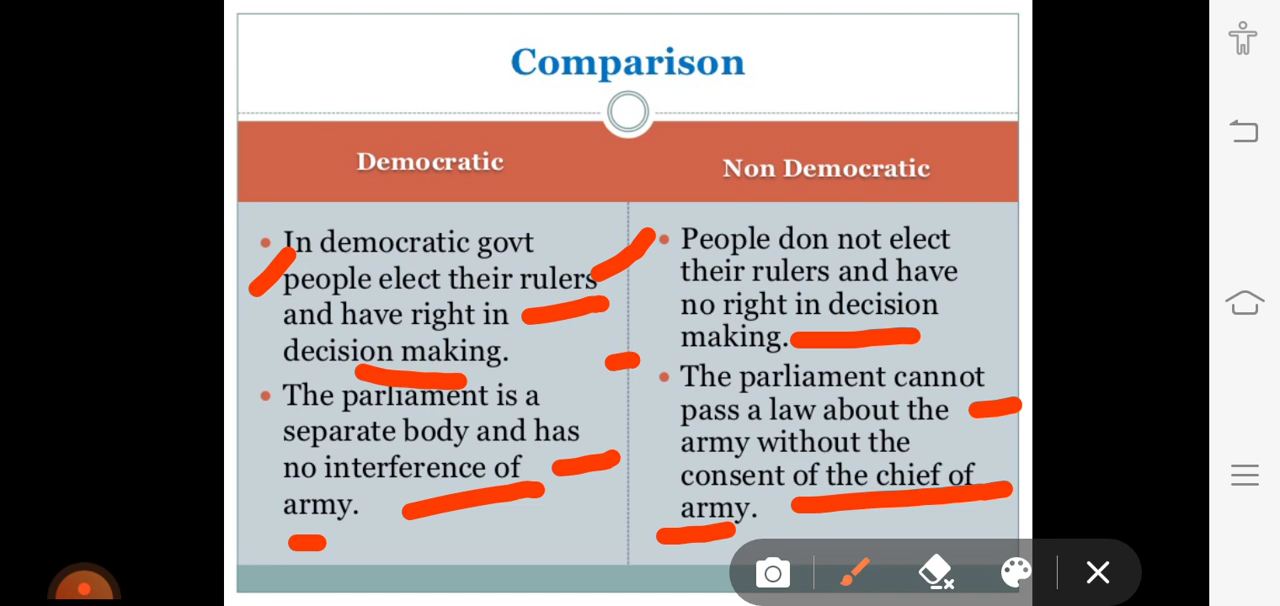 Comparison
Democratic
Non Democratic
In democratic govt
people elect their rulers
and have right in
decision making.
The parliament is a
separate body and has
no interference of
army.
People don not elect
their rulers and have
no right in decision
making.
The parliament cannot
pass a law about the
army without the
consent of the chief of
army.